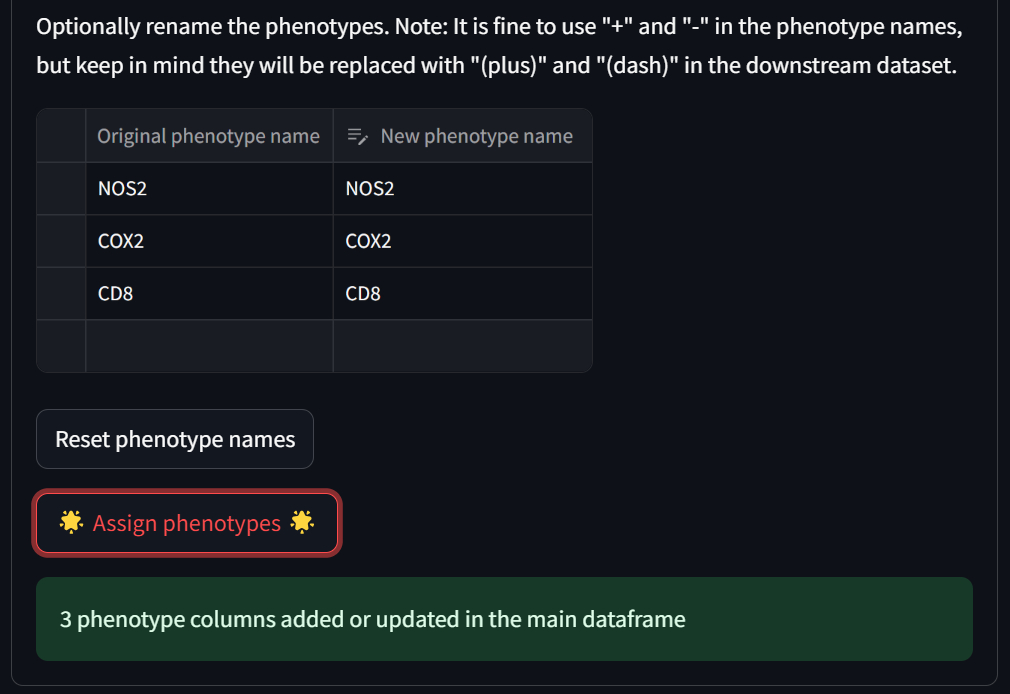 Optionally rename the phenotypes. Note: It is fine to use "+" and "-" in the phenotype names,
but keep in mind they will be replaced with "(plus)" and "(dash)" in the downstream dataset.
Original phenotype name New phenotype name
NOS2 NOS2
COX2 COX2
CD8 CD8
Reset phenotype names
🌟 Assign phenotypes 🌟
3 phenotype columns added or updated in the main dataframe